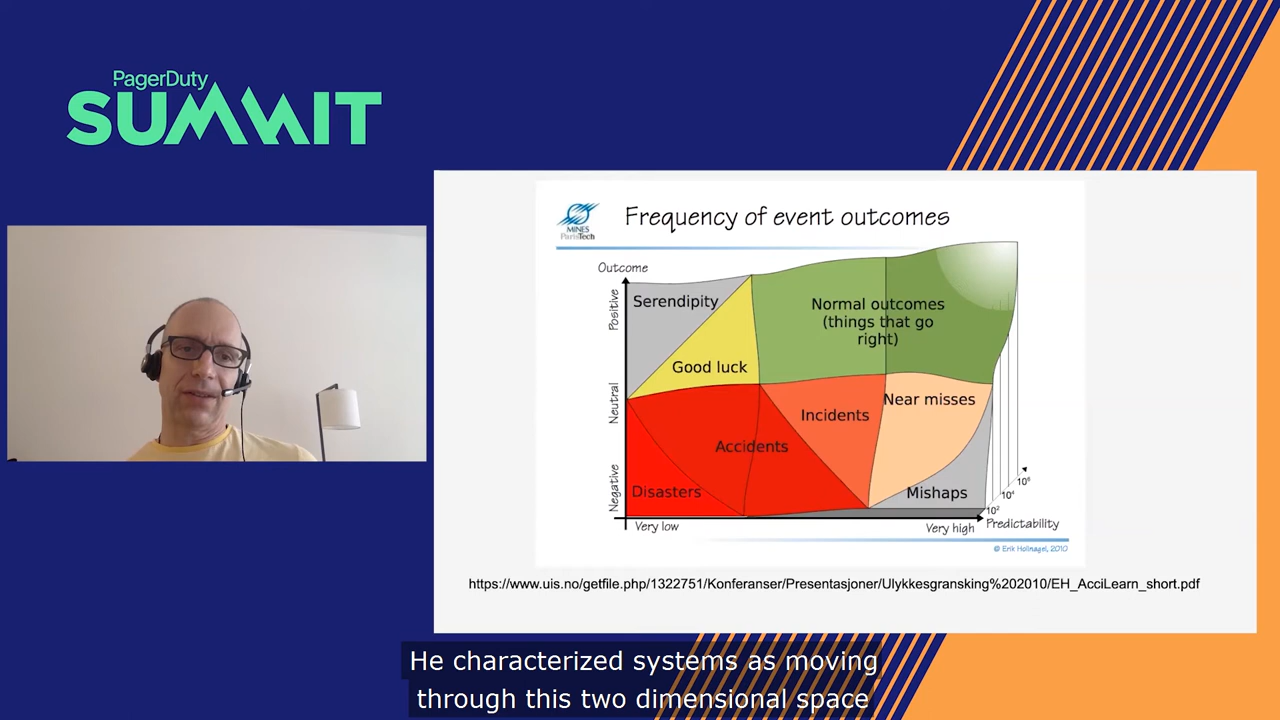 PagerDuty
SUMMIT
MINES
ParisTech
Frequency of event outcomes
Outcome
Positive
Neutral
Negative
Serendipity
Good luck
Normal outcomes
(things that go
right)
Near misses
Incidents
Accidents
Disasters
Mishaps
10⁶
10⁴
10²
Very low
Very high
Predictability
© Erik Hollnagel, 2010
https://www.uis.no/getfile.php/1322751/Konferanser/Presentasjoner/Ulykkesgransking%202010/EH_AcciLearn_short.pdf
He characterized systems as moving
through this two dimensional space